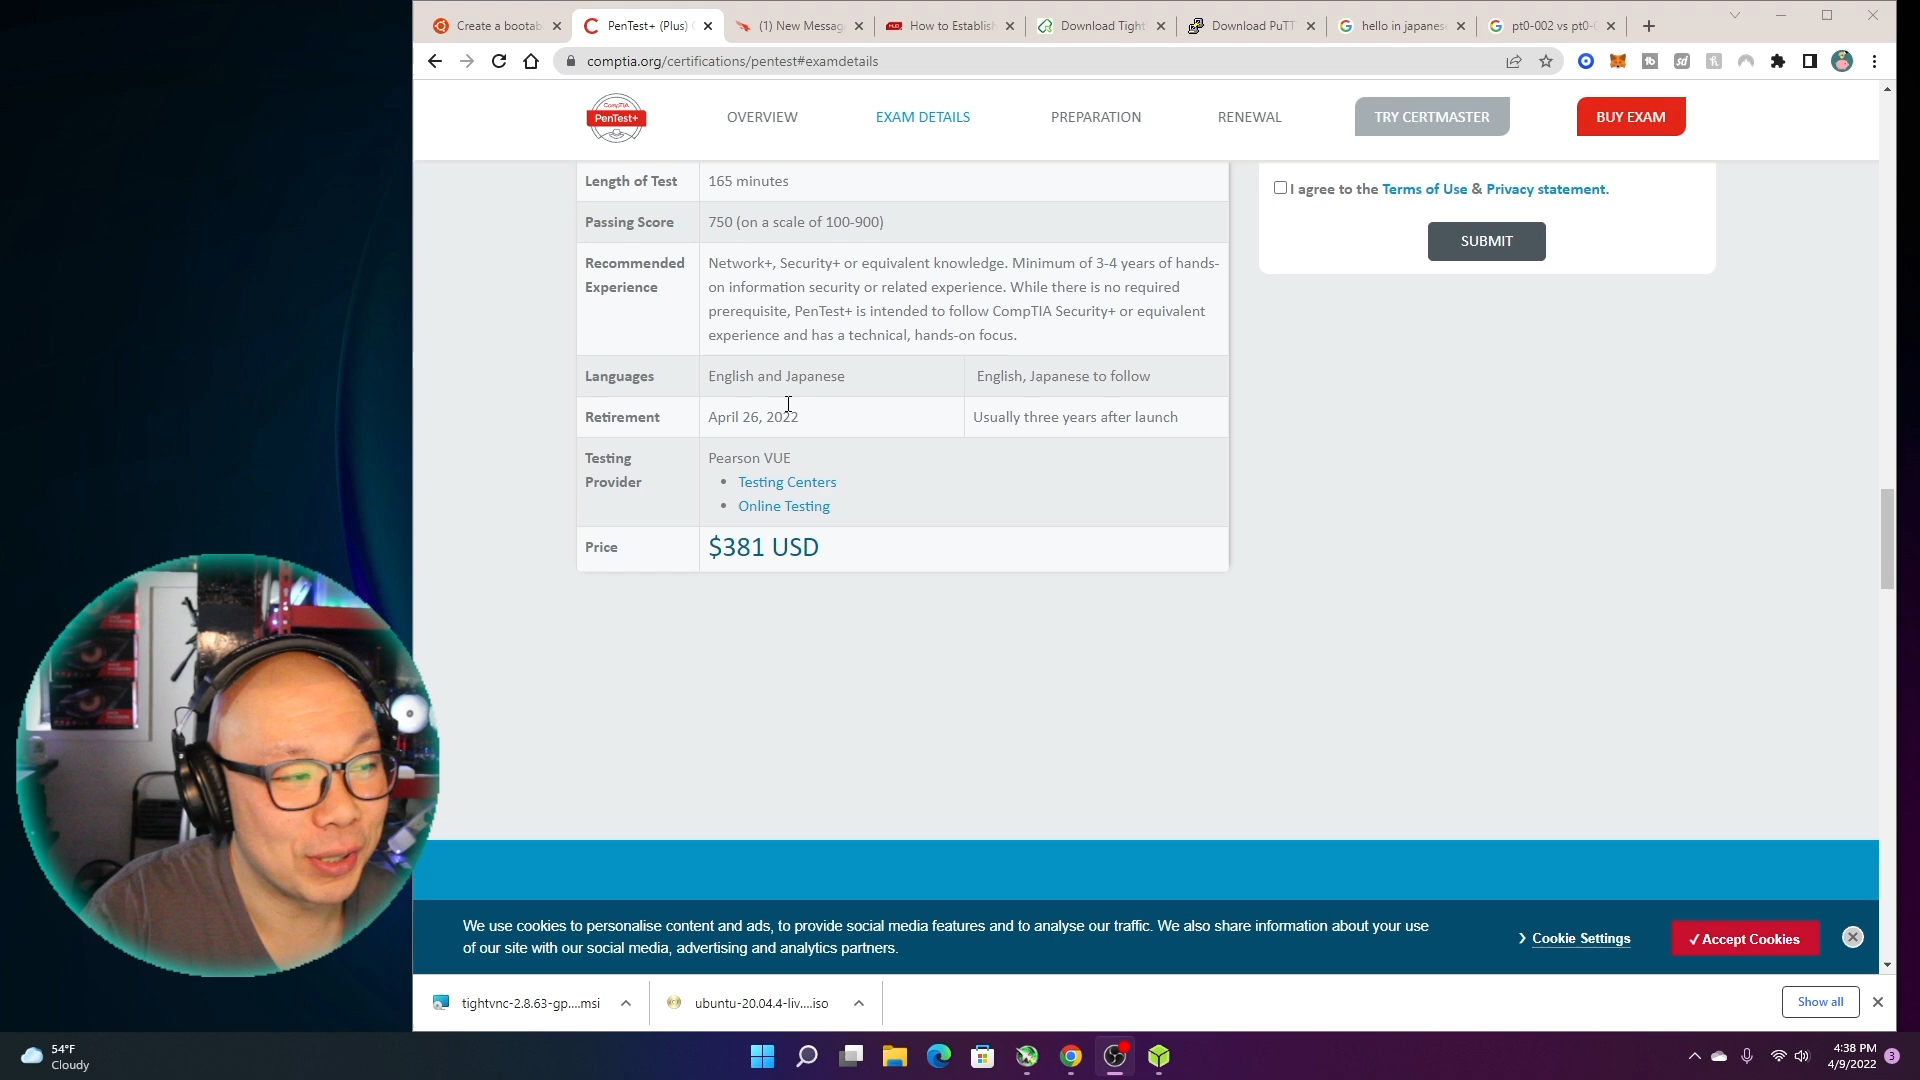 Create a bootab
PenTest+ (Plus) C
(1) New Messag
How to Establis
Download Tight
Download PuTT
hello in japanes
pt0-002 vs pt0-0
comptia.org/certifications/pentest#examdetails
CompTIA
PenTest+
OVERVIEW
EXAM DETAILS
PREPARATION
RENEWAL
TRY CERTMASTER
BUY EXAM
Length of Test
165 minutes
Passing Score
750 (on a scale of 100-900)
Recommended
Experience
Network+, Security+ or equivalent knowledge. Minimum of 3-4 years of hands-
on information security or related experience. While there is no required
prerequisite, PenTest+ is intended to follow CompTIA Security+ or equivalent
experience and has a technical, hands-on focus.
Languages
English and Japanese
English, Japanese to follow
Retirement
April 26, 2022
Usually three years after launch
Testing
Provider
Pearson VUE
• Testing Centers
• Online Testing
Price
$381 USD
I agree to the Terms of Use & Privacy statement.
SUBMIT
We use cookies to personalise content and ads, to provide social media features and to analyse our traffic. We also share information about your use
of our site with our social media, advertising and analytics partners.
Cookie Settings
✓ Accept Cookies
tightvnc-2.8.63-gp....msi
ubuntu-20.04.4-liv....iso
Show all
54°F
Cloudy
4:38 PM
4/9/2022
3